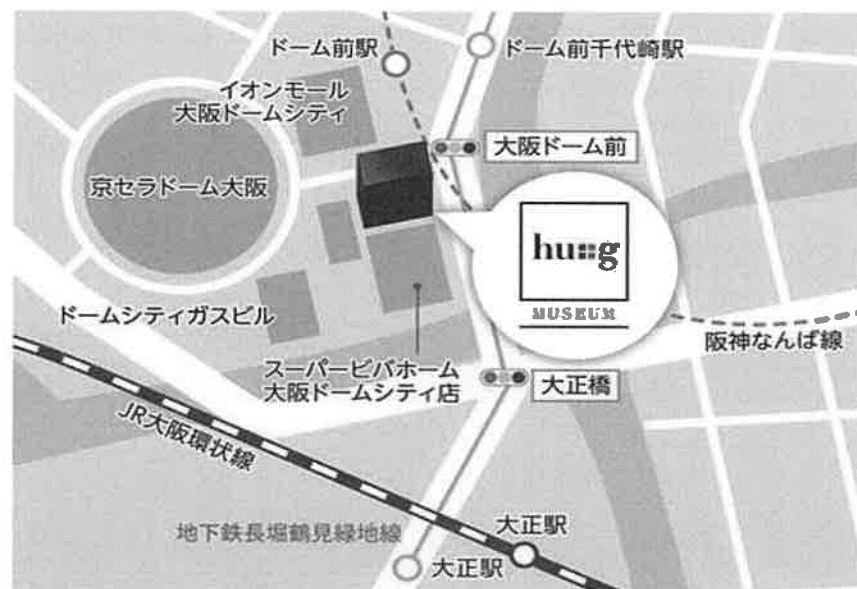 ドーム前駅
ドーム前千代崎駅
イオンモール
大阪ドームシティ
大阪ドーム前
京セラドーム大阪
hu g
MUSEUM
ドームシティガスビル
阪神なんば線
スーパービバホーム
大阪ドームシティ店
大正橋
JR大阪環状線
地下鉄長堀鶴見緑地線
大正駅
大正駅